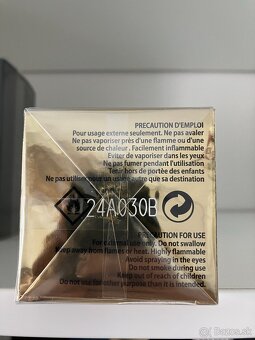 PRECAUTION D'EMPLOI
Pour usage externe seulement. Ne pas avaler
Ne pas vaporiser près d'une flamme ou d'une
source de chaleur. Facilement inflammable
Eviter de vaporiser dans les yeux
Ne pas fumer pendant l'utilisation
Tenir hors de portée des enfants
Ne pas utiliser un usage autre que sa destination
24A030B
PRECAUTION FOR USE
For external use only. Do not swallow
Keep away from flames or heat. Highly flammable
Avoid spraying in the eyes
Do not smoke during use
Keep out of reach of children
Do not use for other purpose than it is intended.
bazos.sk